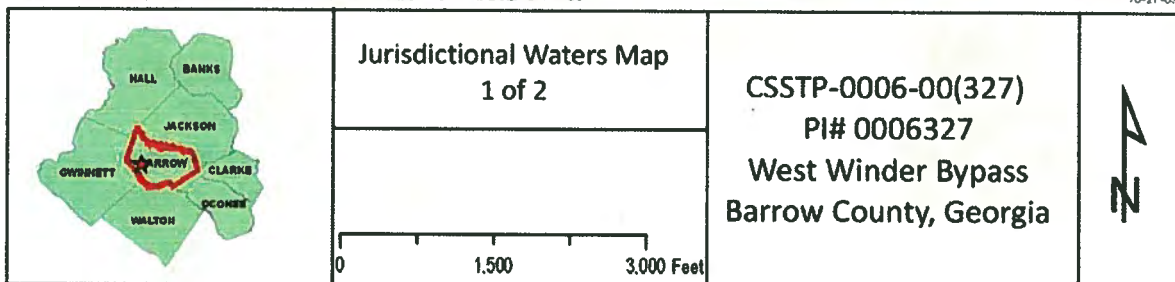 HALL
BANKS
JACKSON
GWINNETT
ARROW
CLARKE
OCONEE
WALTON
Jurisdictional Waters Map
1 of 2
0 1.500 3.000 Feet
CSSTP-0006-00(327)
PI# 0006327
West Winder Bypass
Barrow County, Georgia
N